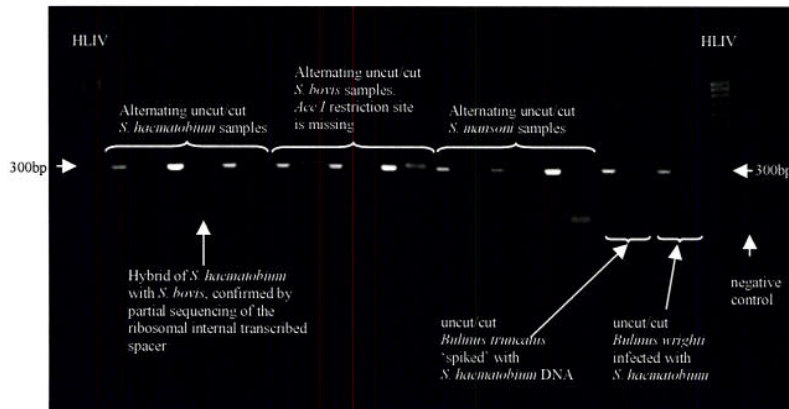 HLIV
HLIV
Alternating uncut/cut
S. haematobium samples
Alternating uncut/cut
S. bovis samples.
Acc I restriction site
is missing
Alternating uncut/cut
S. mansoni samples
300bp
300bp
Hybrid of S. haematobium
with S. bovis, confirmed by
partial sequencing of the
ribosomal internal transcribed
spacer
uncut/cut
Bulinus truncatus
'spiked' with
S. haematobium DNA
uncut/cut
Bulinus wrighti
infected with
S. haematobium
negative
control